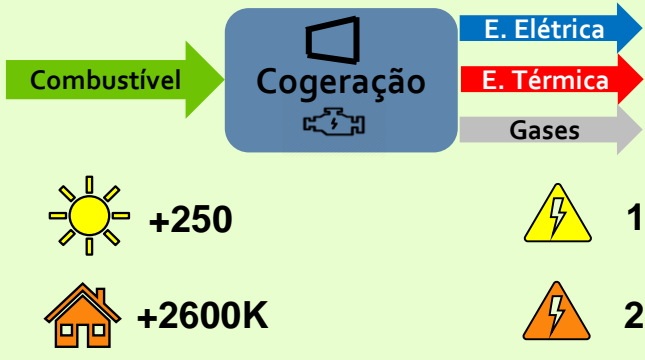 E. Elétrica
Combustível
Cogeração
E. Térmica
Gases
+250
1
+2600K
2